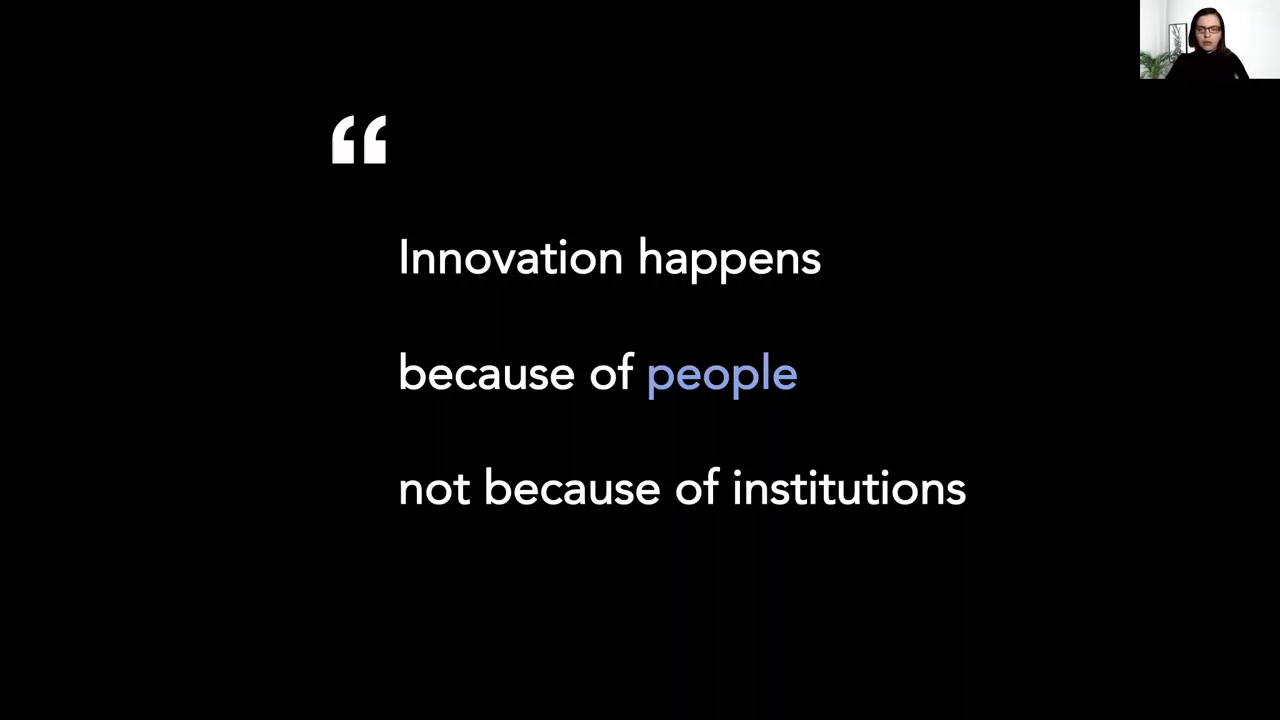 “
Innovation happens
because of people
not because of institutions